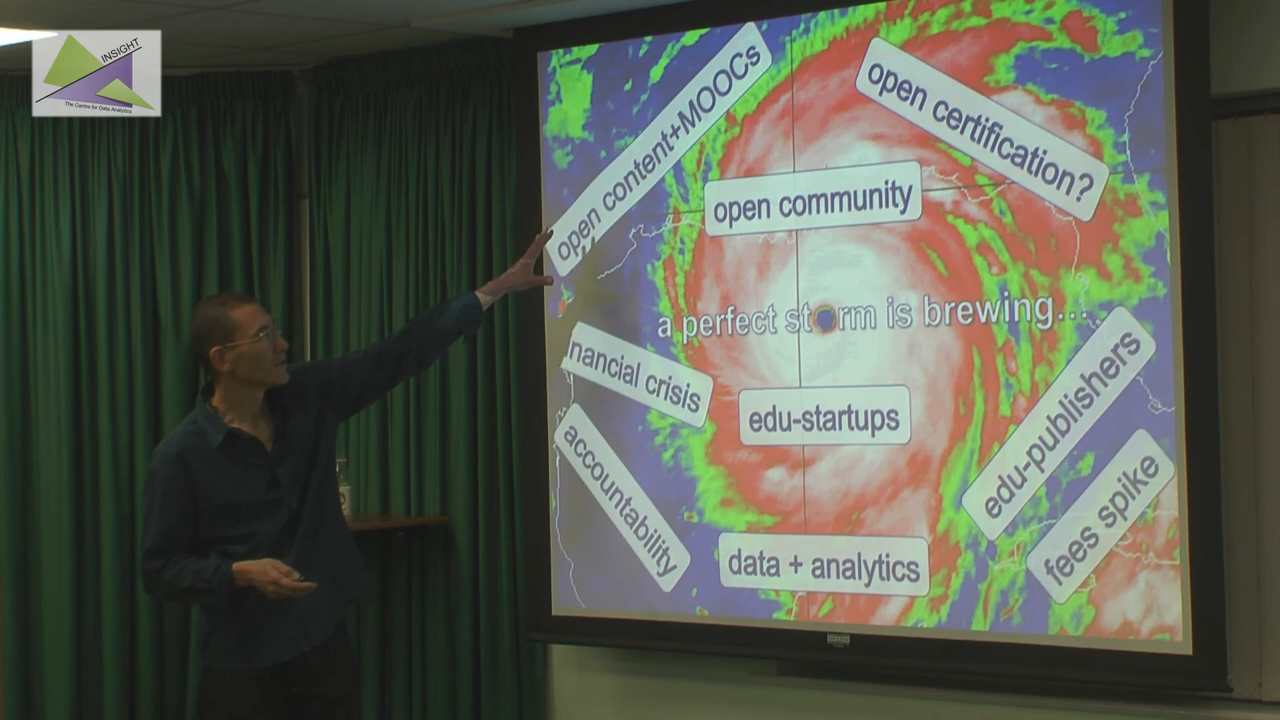 INSIGHT
The Centre for Data Analytics
open content+MOOCs
open certification?
open community
a perfect storm is brewing...
nancial crisis
edu-startups
edu-publishers
accountability
data + analytics
fees spike